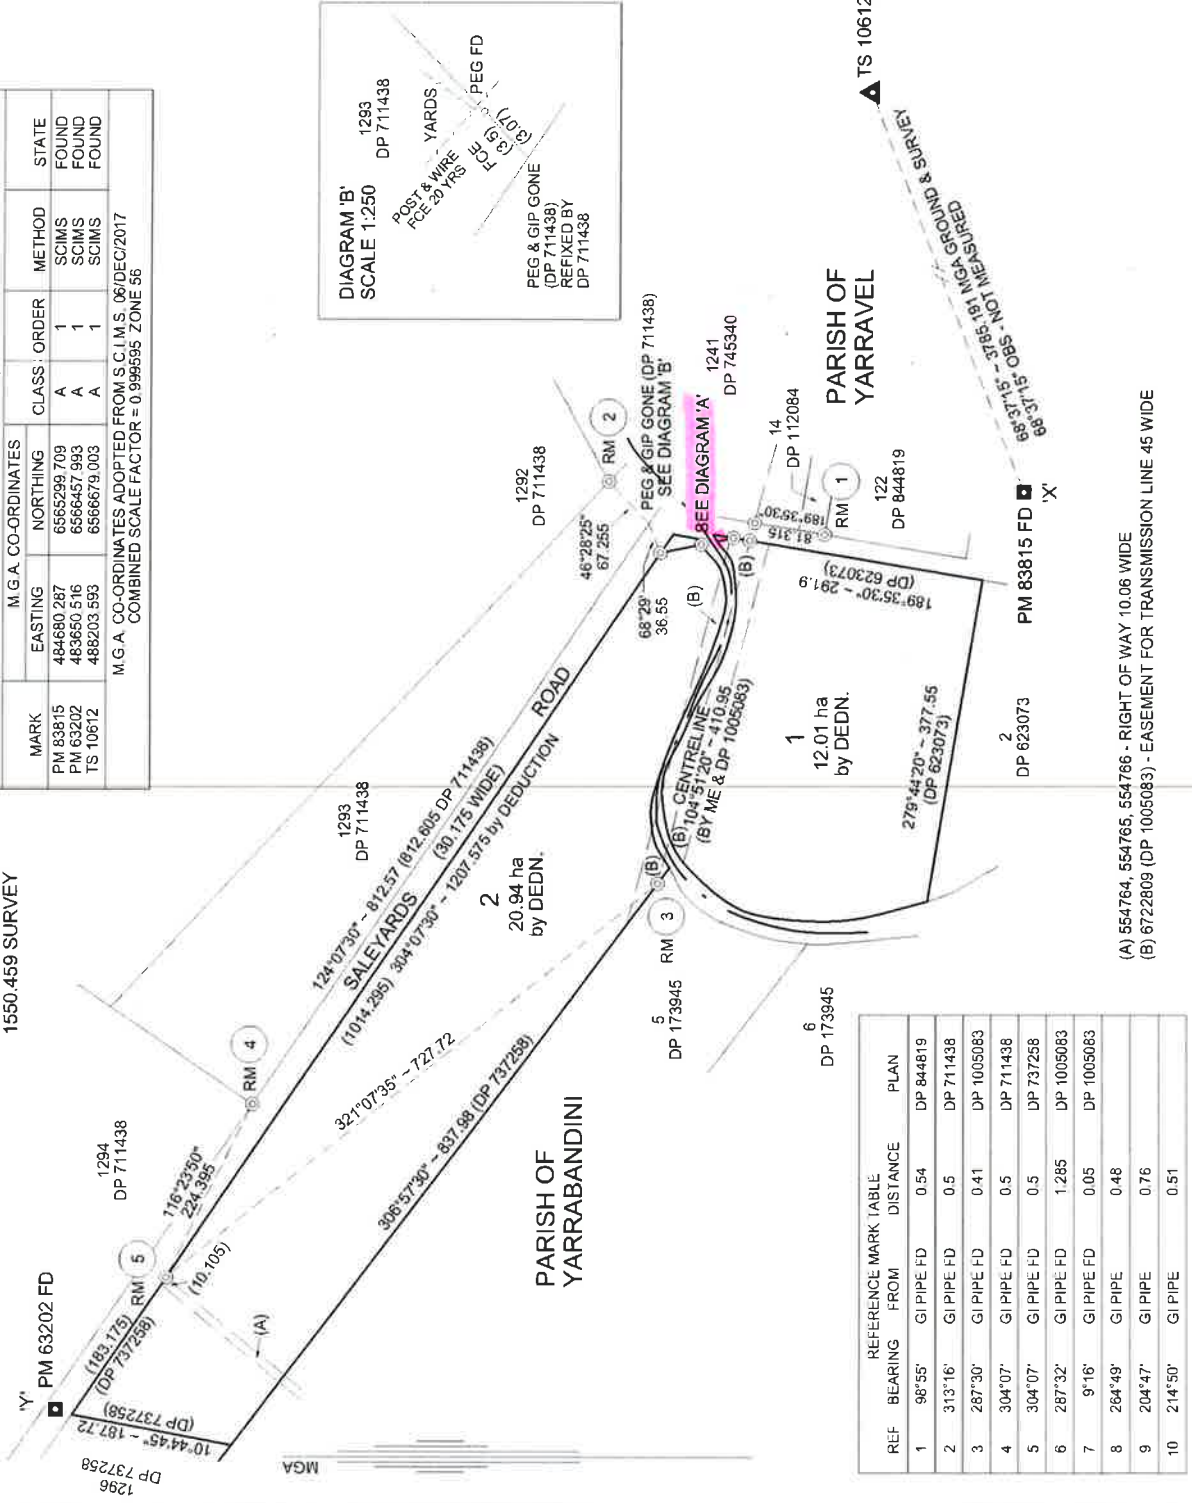 M.G.A. CO-ORDINATES
MARK EASTING NORTHING CLASS ORDER METHOD STATE
PM 83815 484680.287 6565299.709 A 1 SCIMS FOUND
PM 63202 483650.516 6566457.993 A 1 SCIMS FOUND
TS 10612 488203.593 6566679.003 A 1 SCIMS FOUND
M.G.A. CO-ORDINATES ADOPTED FROM S.C.I.M.S. 06/DEC/2017
COMBINED SCALE FACTOR = 0.999595 ZONE 56
1550.459 SURVEY
DIAGRAM 'B'
SCALE 1:250
1293
DP 711438
YARDS
POST & WIRE
FCE 20 YRS
FCE
(3.5)
(3.07)
PEG FD
PEG & GIP GONE
(DP 711438)
REFIXED BY
DP 711438
TS 10612
68°37'15" ~ 3785.191 MGA GROUND & SURVEY
68°37'15" OBS - NOT MEASURED
PM 83815 FD
'X'
'Y'
PM 63202 FD
1296
DP 737258
10°44'45" ~ 187.72
(DP 737258)
(183.175)
(DP 737258)
RM 5
(10.105)
(A)
1294
DP 711438
116°23'50"
224.395
RM 4
1293
DP 711438
124°07'30" ~ 812.57 (812.605 DP 711438)
SALEYARDS
(30.175 WIDE)
ROAD
(1014.295) 304°07'30" ~ 1207.575 by DEDUCTION
2
20.94 ha
by DEDN.
321°07'35" ~ 727.72
306°57'30" ~ 837.98 (DP 737258)
PARISH OF
YARRABANDINI
1292
DP 711438
RM 2
46°28'25"
67.255
PEG & GIP GONE (DP 711438)
SEE DIAGRAM 'B'
68°29'
36.55
SEE DIAGRAM 'A'
1241
DP 745340
PARISH OF
YARRAVEL
14
DP 112084
189°35'30"
81.315
RM 1
122
DP 844819
(B)
(B)
189°35'30" ~ 291.9
(DP 623073)
(B)
CENTRELINE
(B) 104°51'20" ~ 410.95
(BY ME & DP 1005083)
(B)
RM 3
1
12.01 ha
by DEDN.
279°44'20" ~ 377.55
(DP 623073)
2
DP 623073
5
DP 173945
6
DP 173945
MGA
(A) 554764, 554765, 554766 - RIGHT OF WAY 10.06 WIDE
(B) 6722809 (DP 1005083) - EASEMENT FOR TRANSMISSION LINE 45 WIDE
REFERENCE MARK TABLE
REF BEARING FROM DISTANCE PLAN
1 98°55' GI PIPE FD 0.54 DP 844819
2 313°16' GI PIPE FD 0.5 DP 711438
3 287°30' GI PIPE FD 0.41 DP 1005083
4 304°07' GI PIPE FD 0.5 DP 711438
5 304°07' GI PIPE FD 0.5 DP 737258
6 287°32' GI PIPE FD 1.285 DP 1005083
7 9°16' GI PIPE FD 0.05 DP 1005083
8 264°49' GI PIPE 0.48
9 204°47' GI PIPE 0.76
10 214°50' GI PIPE 0.51